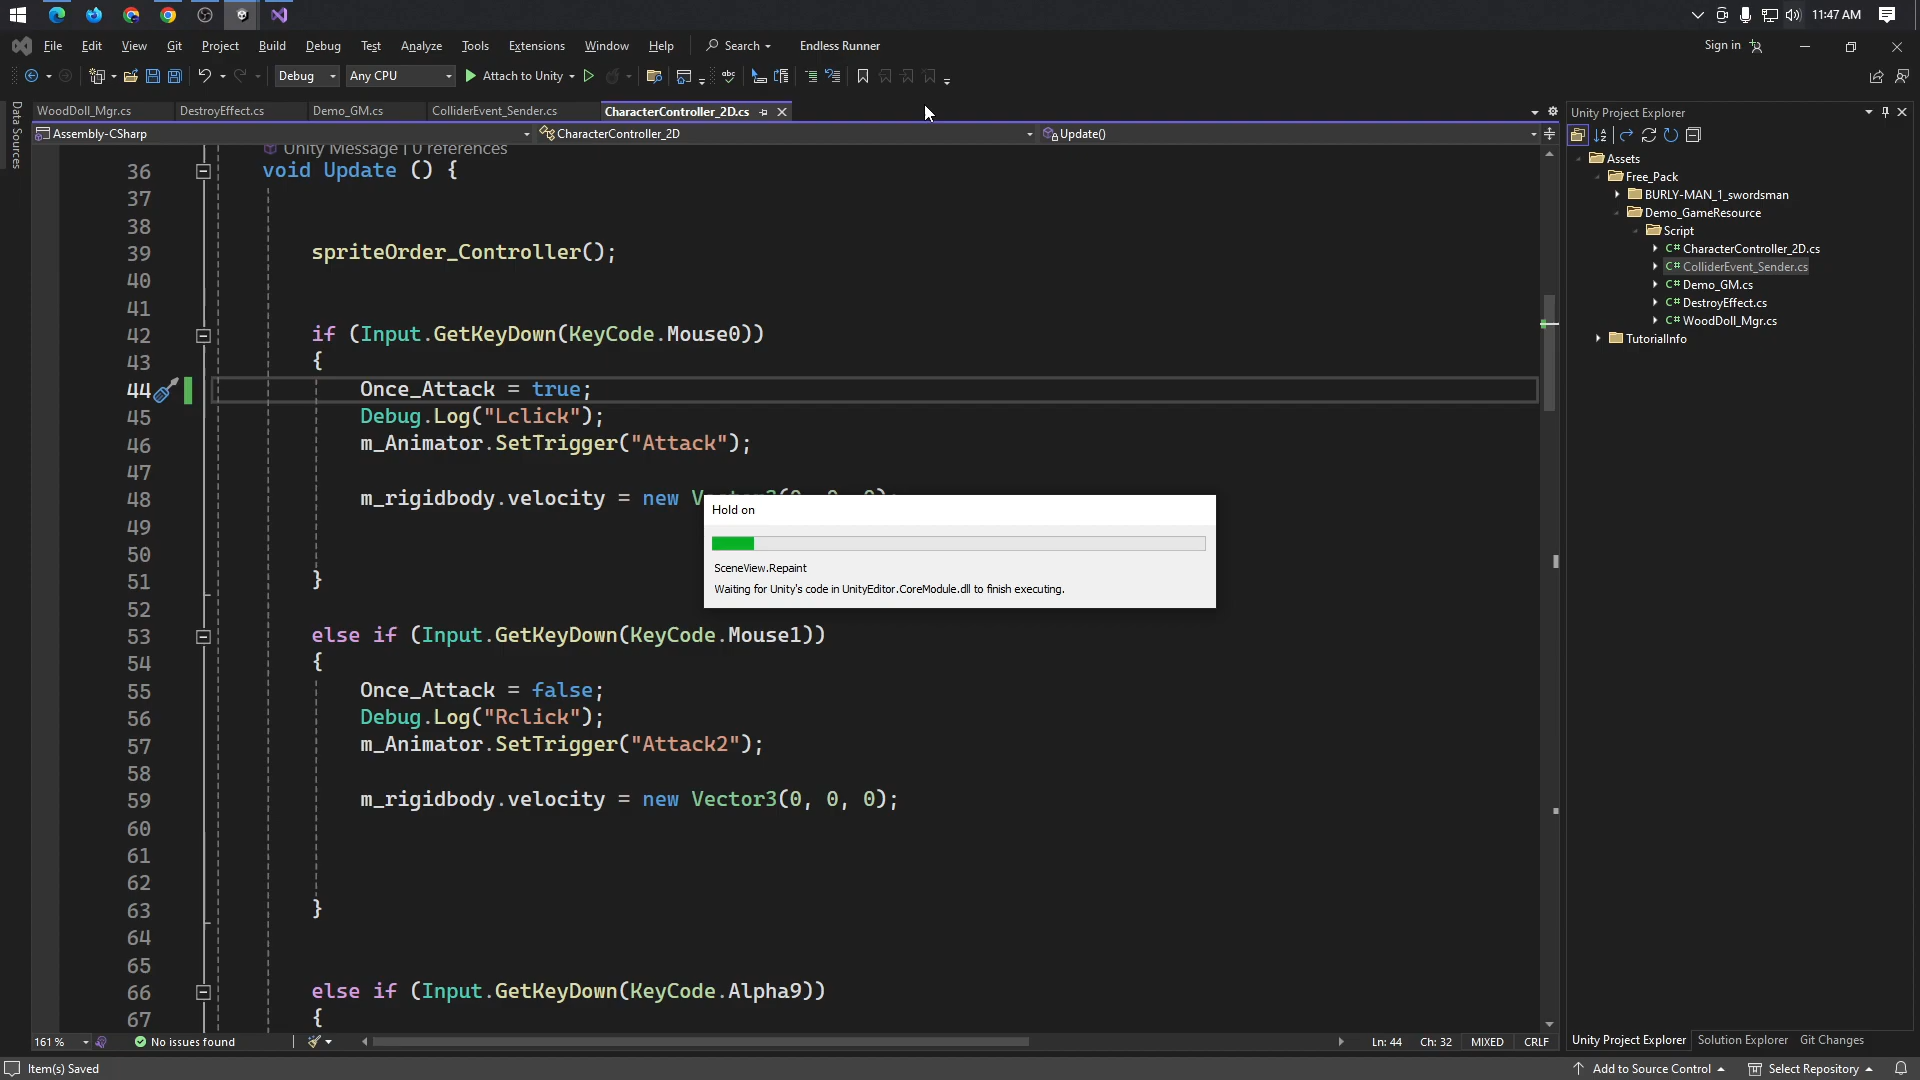 11:47 AM
File Edit View Git Project Build Debug Test Analyze Tools Extensions Window Help Search Endless Runner Sign in
Debug Any CPU Attach to Unity
Data Sources
WoodDoll_Mgr.cs DestroyEffect.cs Demo_GM.cs ColliderEvent_Sender.cs CharacterController_2D.cs
Assembly-CSharp CharacterController_2D Update()
Unity Message | 0 references
36 void Update () {
37
38
39 spriteOrder_Controller();
40
41
42 if (Input.GetKeyDown(KeyCode.Mouse0))
43 {
44 Once_Attack = true;
45 Debug.Log("Lclick");
46 m_Animator.SetTrigger("Attack");
47
48 m_rigidbody.velocity = new Vector3(0, 0, 0);
49
50
51 }
52
53 else if (Input.GetKeyDown(KeyCode.Mouse1))
54 {
55 Once_Attack = false;
56 Debug.Log("Rclick");
57 m_Animator.SetTrigger("Attack2");
58
59 m_rigidbody.velocity = new Vector3(0, 0, 0);
60
61
62
63 }
64
65
66 else if (Input.GetKeyDown(KeyCode.Alpha9))
67 {
Hold on
SceneView.Repaint
Waiting for Unity's code in UnityEditor.CoreModule.dll to finish executing.
Unity Project Explorer
Assets
Free_Pack
BURLY-MAN_1_swordsman
Demo_GameResource
Script
C# CharacterController_2D.cs
C# ColliderEvent_Sender.cs
C# Demo_GM.cs
C# DestroyEffect.cs
C# WoodDoll_Mgr.cs
TutorialInfo
161 % No issues found Ln: 44 Ch: 32 MIXED CRLF
Unity Project Explorer Solution Explorer Git Changes
Item(s) Saved Add to Source Control Select Repository